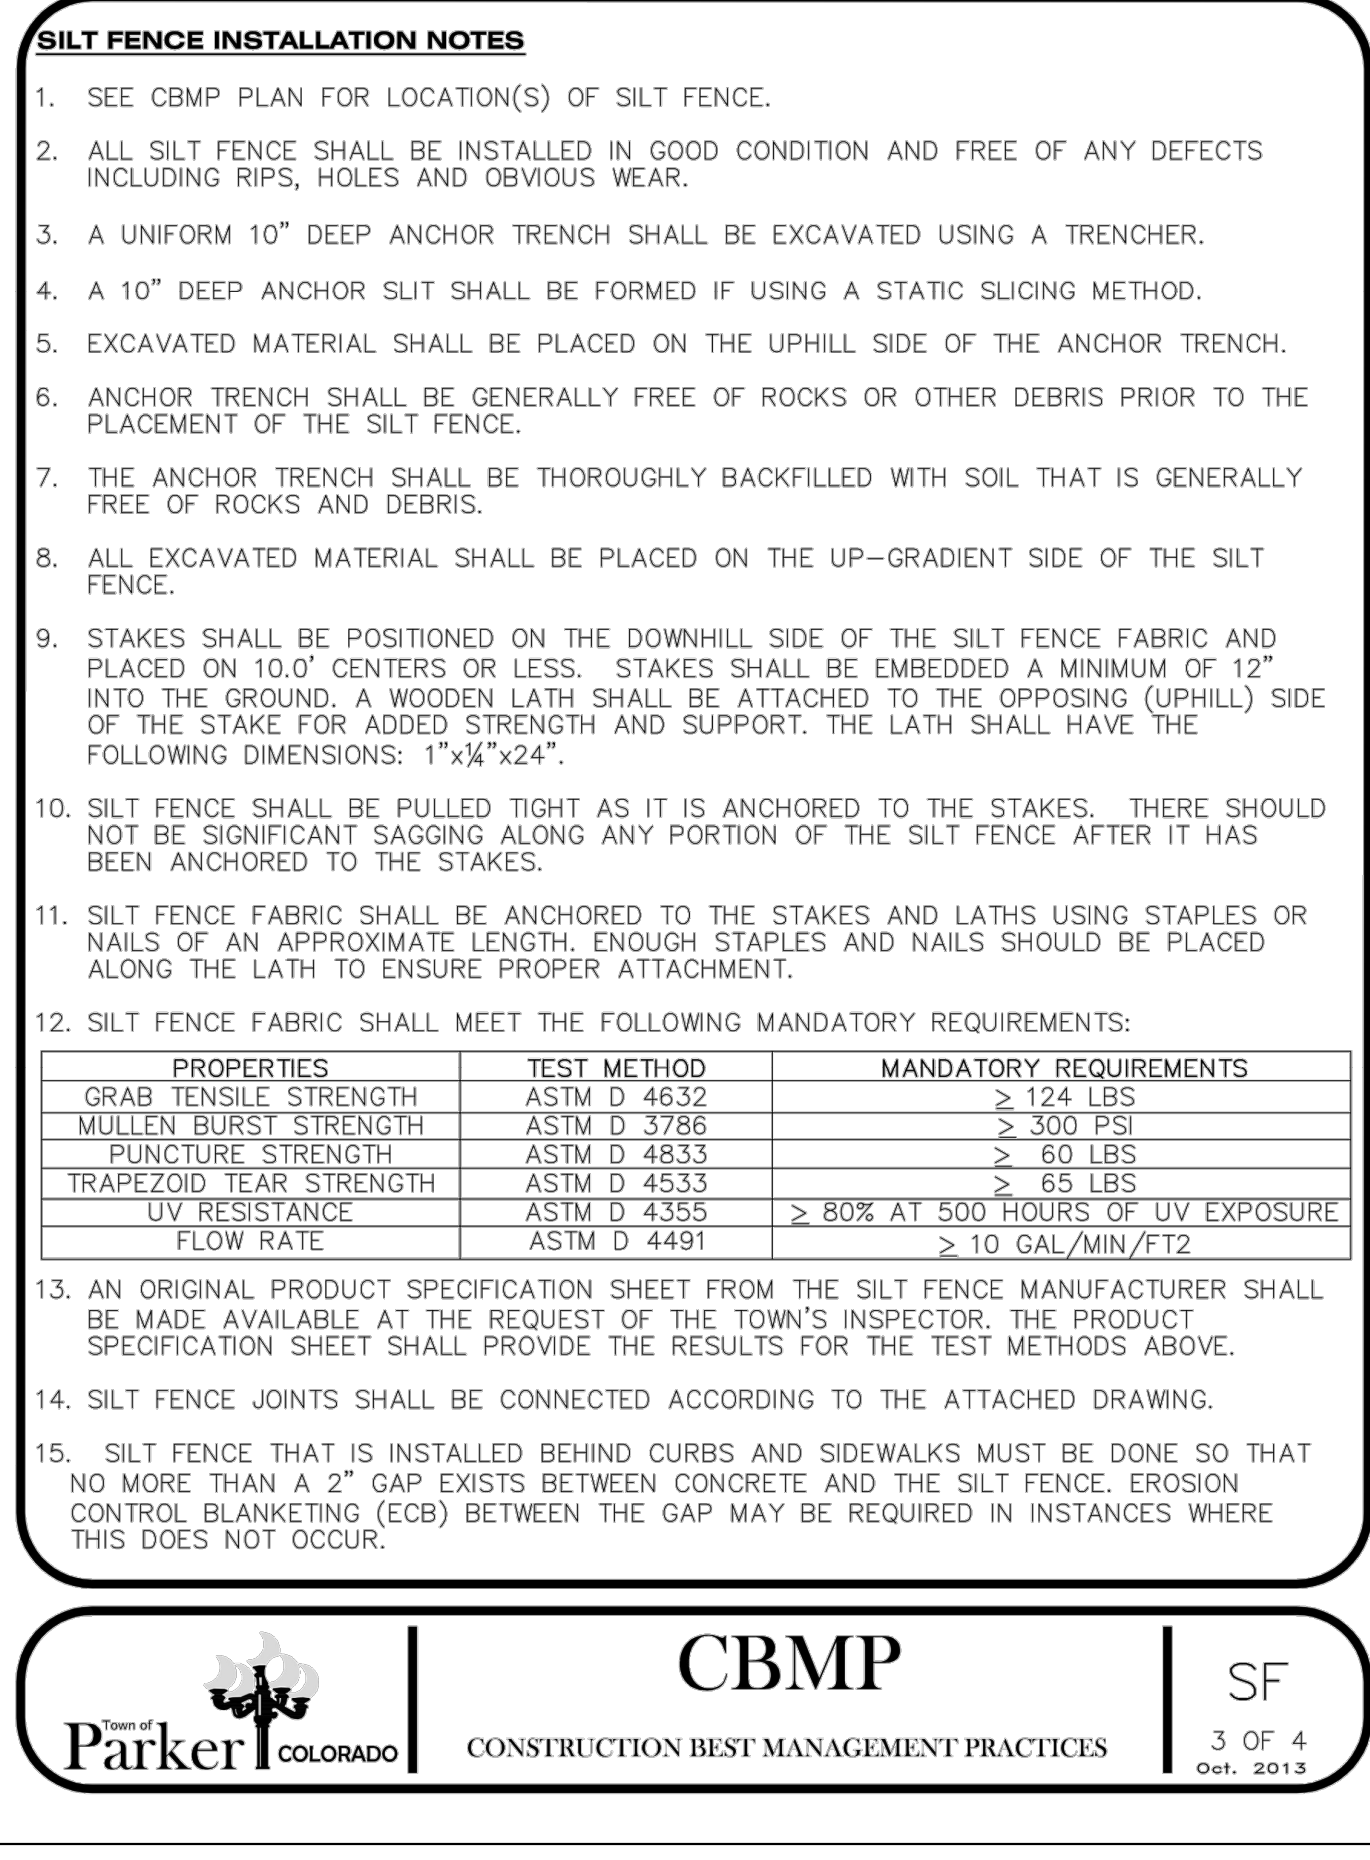 SILT FENCE INSTALLATION NOTES
1. SEE CBMP PLAN FOR LOCATION(S) OF SILT FENCE.
2. ALL SILT FENCE SHALL BE INSTALLED IN GOOD CONDITION AND FREE OF ANY DEFECTS
INCLUDING RIPS, HOLES AND OBVIOUS WEAR.
3. A UNIFORM 10" DEEP ANCHOR TRENCH SHALL BE EXCAVATED USING A TRENCHER.
4. A 10" DEEP ANCHOR SLIT SHALL BE FORMED IF USING A STATIC SLICING METHOD.
5. EXCAVATED MATERIAL SHALL BE PLACED ON THE UPHILL SIDE OF THE ANCHOR TRENCH.
6. ANCHOR TRENCH SHALL BE GENERALLY FREE OF ROCKS OR OTHER DEBRIS PRIOR TO THE
PLACEMENT OF THE SILT FENCE.
7. THE ANCHOR TRENCH SHALL BE THOROUGHLY BACKFILLED WITH SOIL THAT IS GENERALLY
FREE OF ROCKS AND DEBRIS.
8. ALL EXCAVATED MATERIAL SHALL BE PLACED ON THE UP-GRADIENT SIDE OF THE SILT
FENCE.
9. STAKES SHALL BE POSITIONED ON THE DOWNHILL SIDE OF THE SILT FENCE FABRIC AND
PLACED ON 10.0' CENTERS OR LESS. STAKES SHALL BE EMBEDDED A MINIMUM OF 12"
INTO THE GROUND. A WOODEN LATH SHALL BE ATTACHED TO THE OPPOSING (UPHILL) SIDE
OF THE STAKE FOR ADDED STRENGTH AND SUPPORT. THE LATH SHALL HAVE THE
FOLLOWING DIMENSIONS: 1"x¼"x24".
10. SILT FENCE SHALL BE PULLED TIGHT AS IT IS ANCHORED TO THE STAKES. THERE SHOULD
NOT BE SIGNIFICANT SAGGING ALONG ANY PORTION OF THE SILT FENCE AFTER IT HAS
BEEN ANCHORED TO THE STAKES.
11. SILT FENCE FABRIC SHALL BE ANCHORED TO THE STAKES AND LATHS USING STAPLES OR
NAILS OF AN APPROXIMATE LENGTH. ENOUGH STAPLES AND NAILS SHOULD BE PLACED
ALONG THE LATH TO ENSURE PROPER ATTACHMENT.
12. SILT FENCE FABRIC SHALL MEET THE FOLLOWING MANDATORY REQUIREMENTS:
PROPERTIES TEST METHOD MANDATORY REQUIREMENTS
GRAB TENSILE STRENGTH ASTM D 4632 ≥ 124 LBS
MULLEN BURST STRENGTH ASTM D 3786 ≥ 300 PSI
PUNCTURE STRENGTH ASTM D 4833 ≥ 60 LBS
TRAPEZOID TEAR STRENGTH ASTM D 4533 ≥ 65 LBS
UV RESISTANCE ASTM D 4355 ≥ 80% AT 500 HOURS OF UV EXPOSURE
FLOW RATE ASTM D 4491 ≥ 10 GAL/MIN/FT2
13. AN ORIGINAL PRODUCT SPECIFICATION SHEET FROM THE SILT FENCE MANUFACTURER SHALL
BE MADE AVAILABLE AT THE REQUEST OF THE TOWN'S INSPECTOR. THE PRODUCT
SPECIFICATION SHEET SHALL PROVIDE THE RESULTS FOR THE TEST METHODS ABOVE.
14. SILT FENCE JOINTS SHALL BE CONNECTED ACCORDING TO THE ATTACHED DRAWING.
15. SILT FENCE THAT IS INSTALLED BEHIND CURBS AND SIDEWALKS MUST BE DONE SO THAT
NO MORE THAN A 2" GAP EXISTS BETWEEN CONCRETE AND THE SILT FENCE. EROSION
CONTROL BLANKETING (ECB) BETWEEN THE GAP MAY BE REQUIRED IN INSTANCES WHERE
THIS DOES NOT OCCUR.
Town of
Parker COLORADO
CBMP
CONSTRUCTION BEST MANAGEMENT PRACTICES
SF
3 OF 4
Oct. 2013